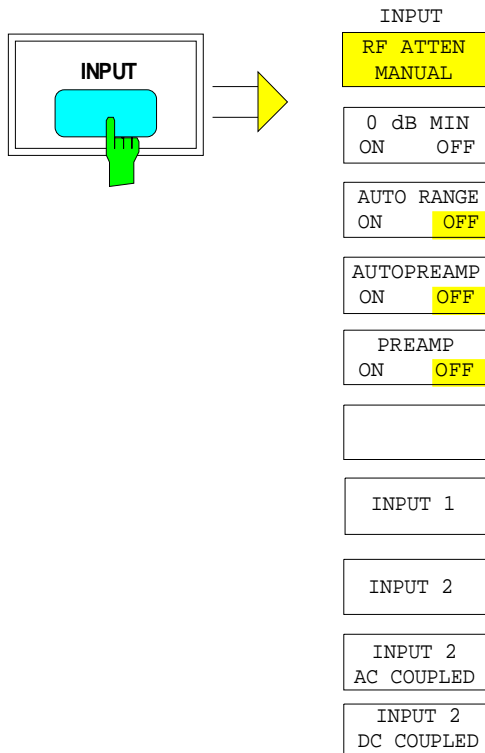 INPUT
INPUT
RF ATTEN
MANUAL
0 dB MIN
ON OFF
AUTO RANGE
ON OFF
AUTOPREAMP
ON OFF
PREAMP
ON OFF
INPUT 1
INPUT 2
INPUT 2
AC COUPLED
INPUT 2
DC COUPLED